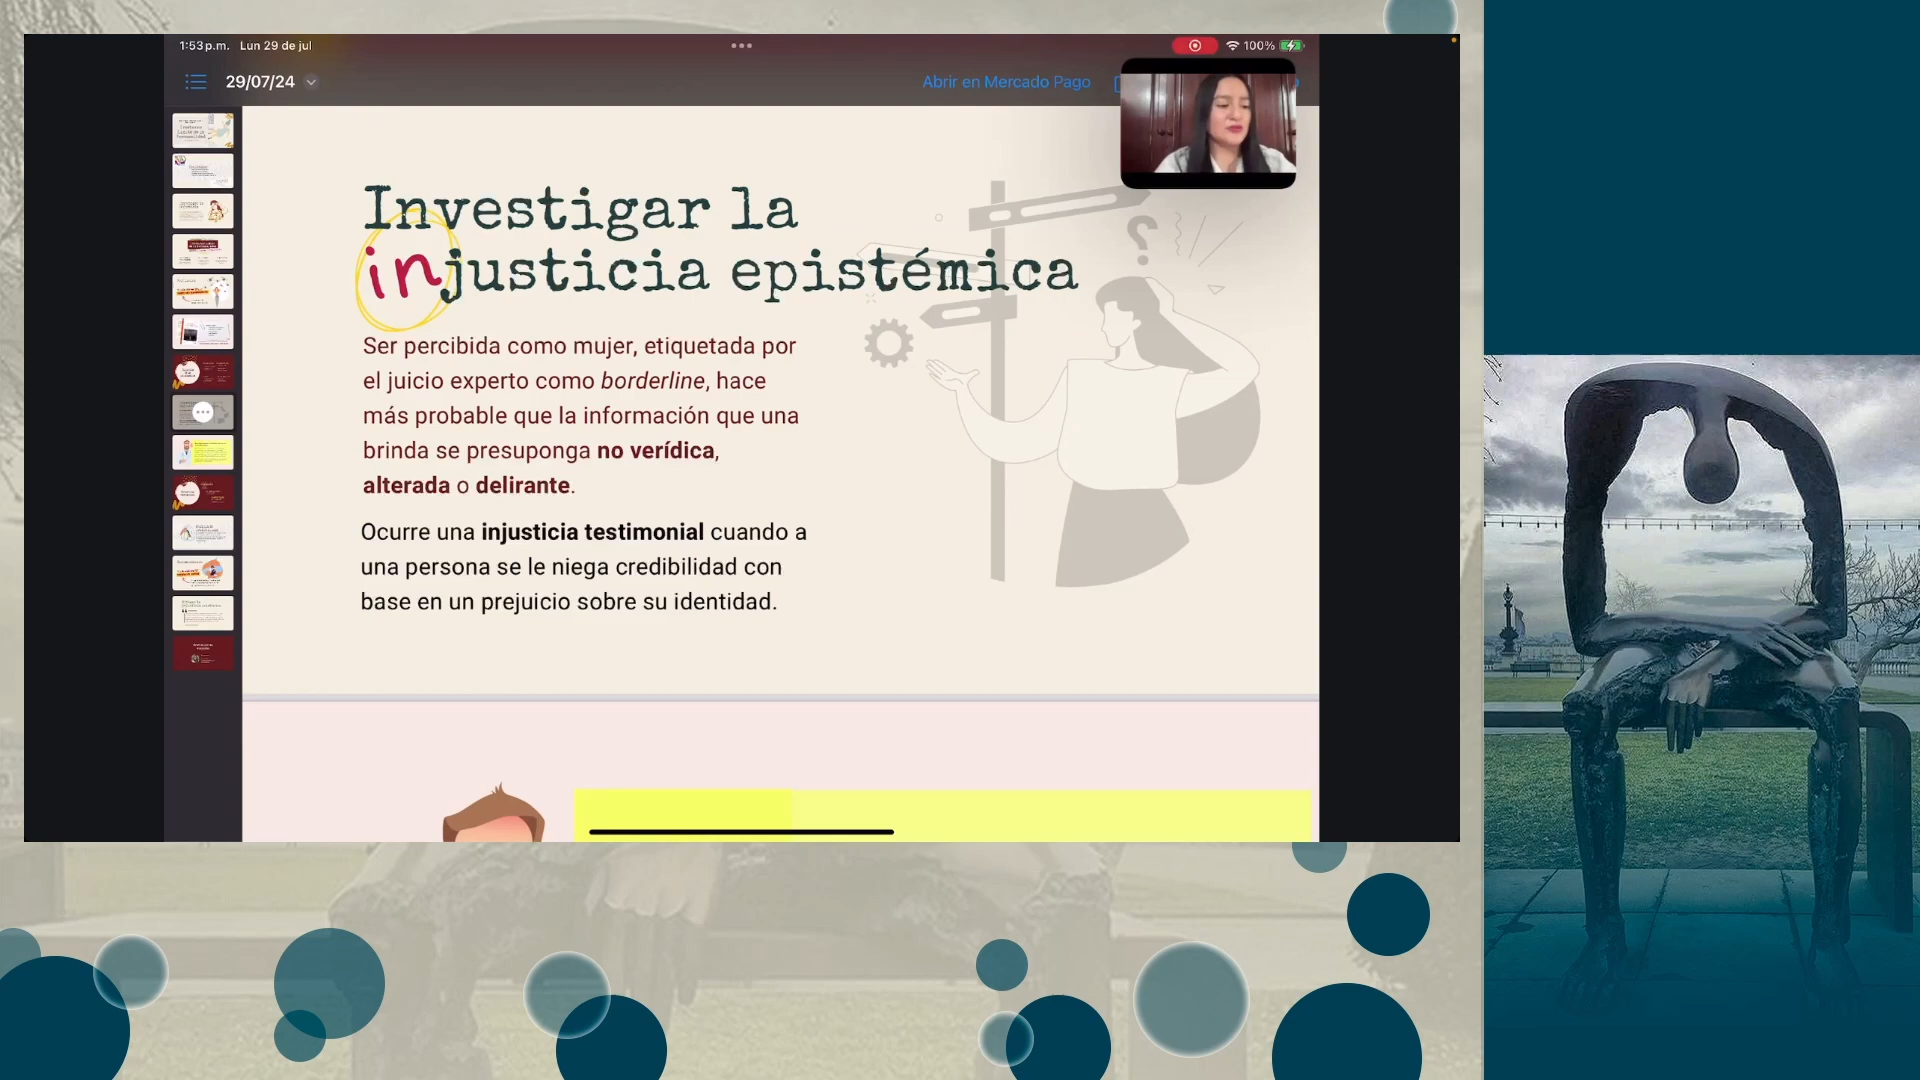 1:53 p.m. Lun 29 de jul
100%
29/07/24
Abrir en Mercado Pago
Investigar la
injusticia epistémica
Ser percibida como mujer, etiquetada por
el juicio experto como borderline, hace
más probable que la información que una
brinda se presuponga no verídica,
alterada o delirante.
Ocurre una injusticia testimonial cuando a
una persona se le niega credibilidad con
base en un prejuicio sobre su identidad.